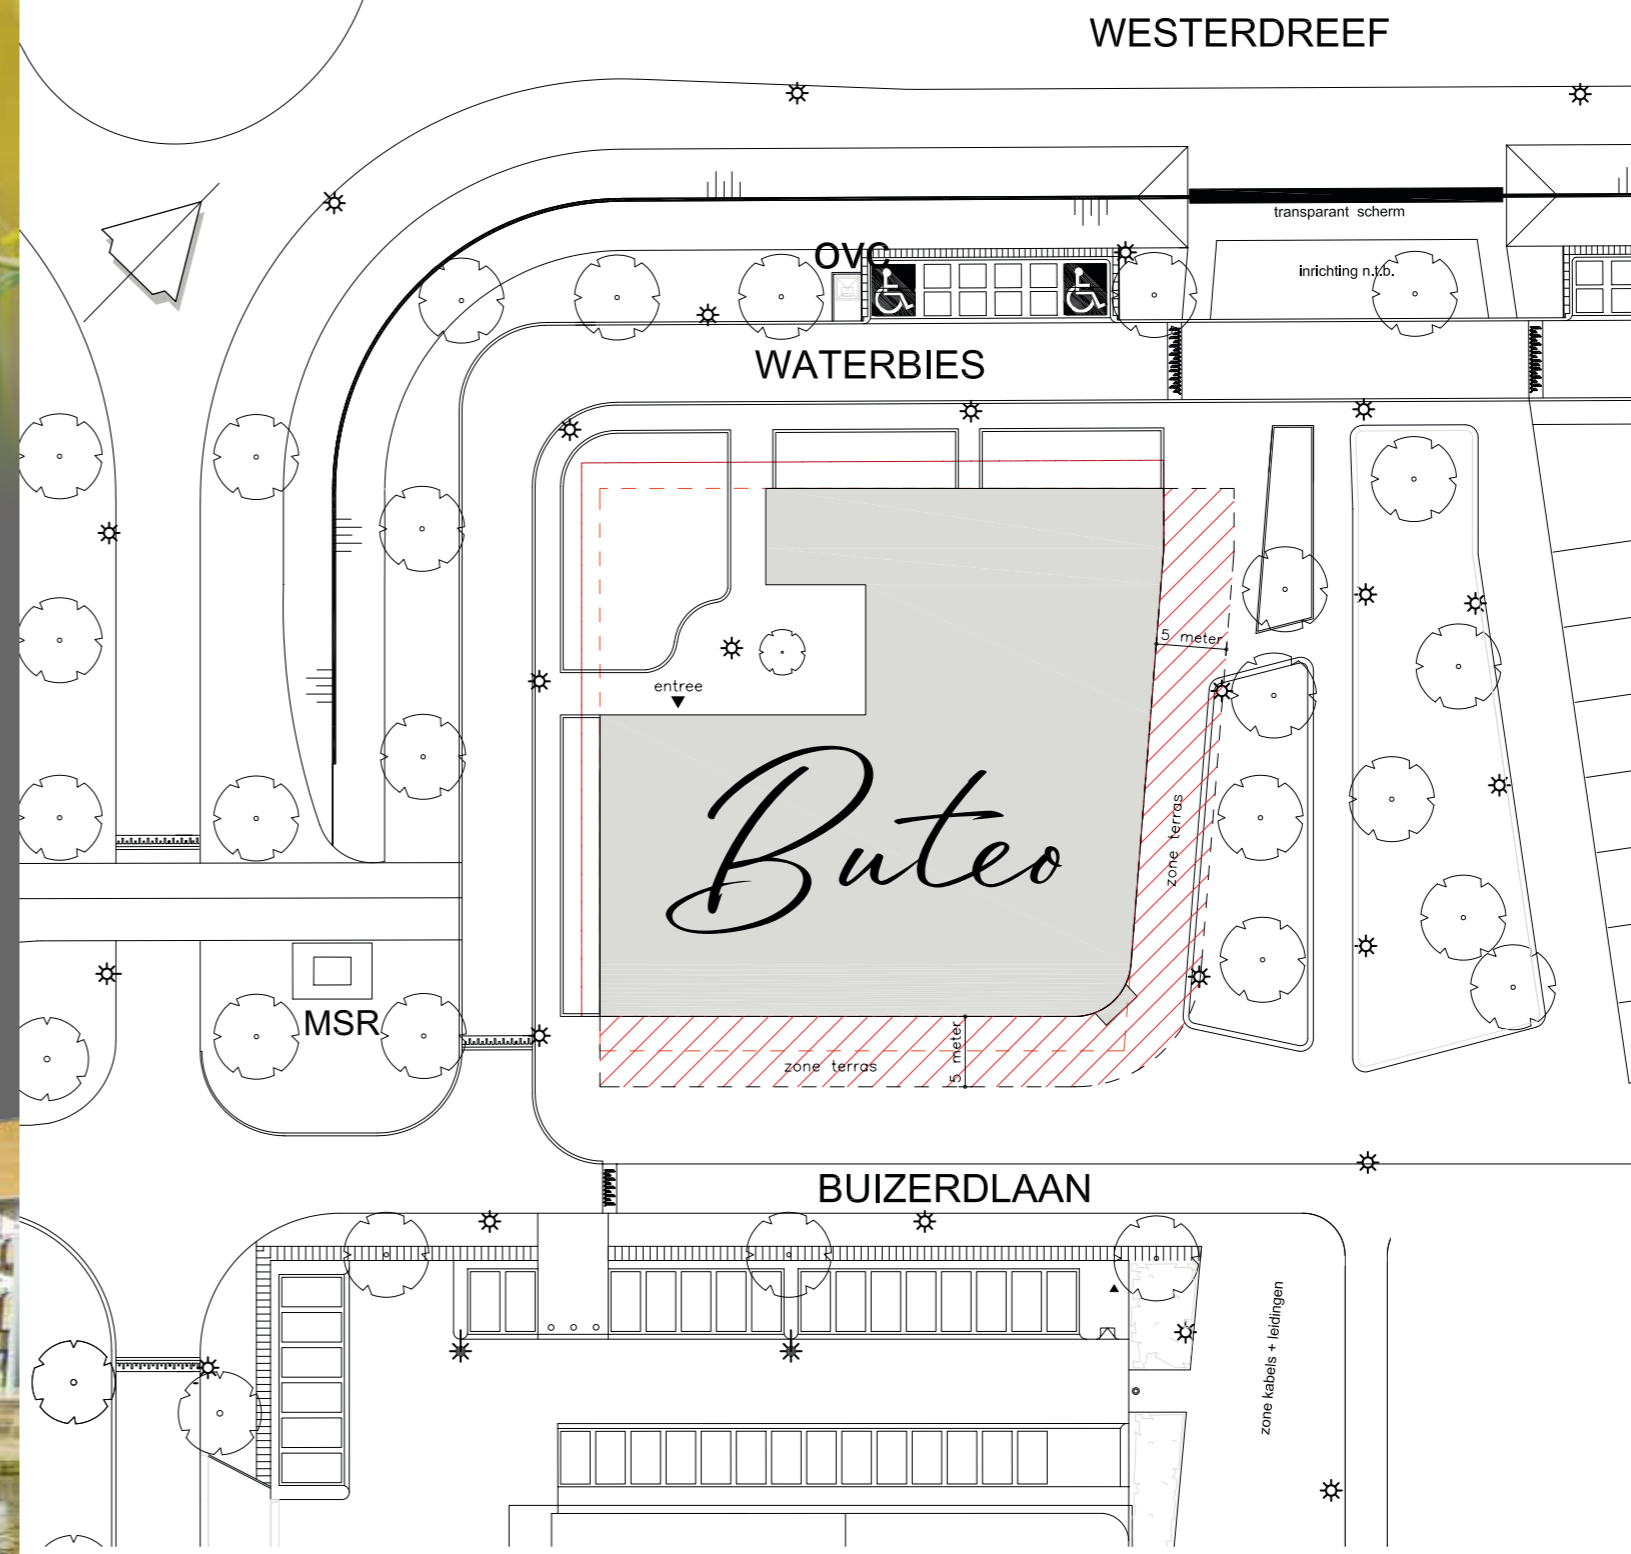 WESTERDREEF
transparant scherm
OVC
inrichting n.t.b.
WATERBIES
5 meter
entree
Buteo
zone terras
MSR
zone terras
5 meter
BUIZERDLAAN
zone kabels + leidingen